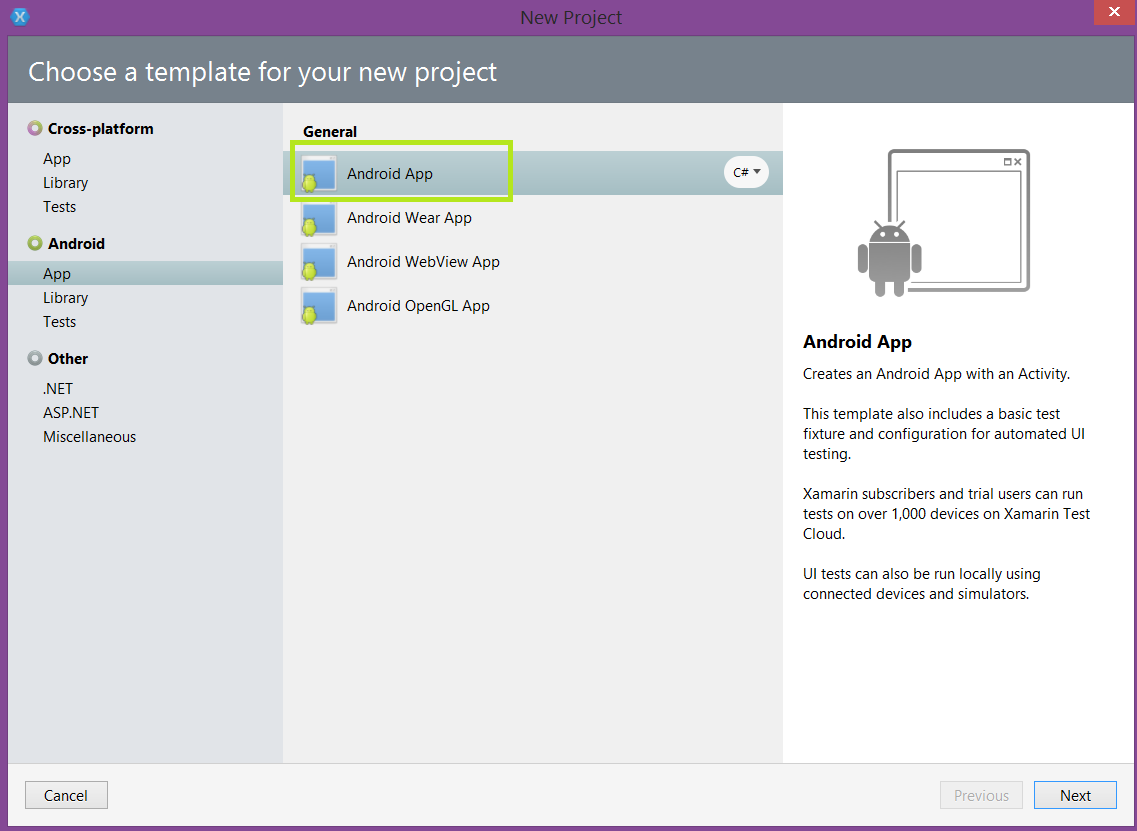 New Project
Choose a template for your new project
Cross-platform
App
Library
Tests
Android
App
Library
Tests
Other
.NET
ASP.NET
Miscellaneous
General
Android App
C#
Android Wear App
Android WebView App
Android OpenGL App
Android App
Creates an Android App with an Activity.
This template also includes a basic test
fixture and configuration for automated UI
testing.
Xamarin subscribers and trial users can run
tests on over 1,000 devices on Xamarin Test
Cloud.
UI tests can also be run locally using
connected devices and simulators.
Cancel
Previous
Next